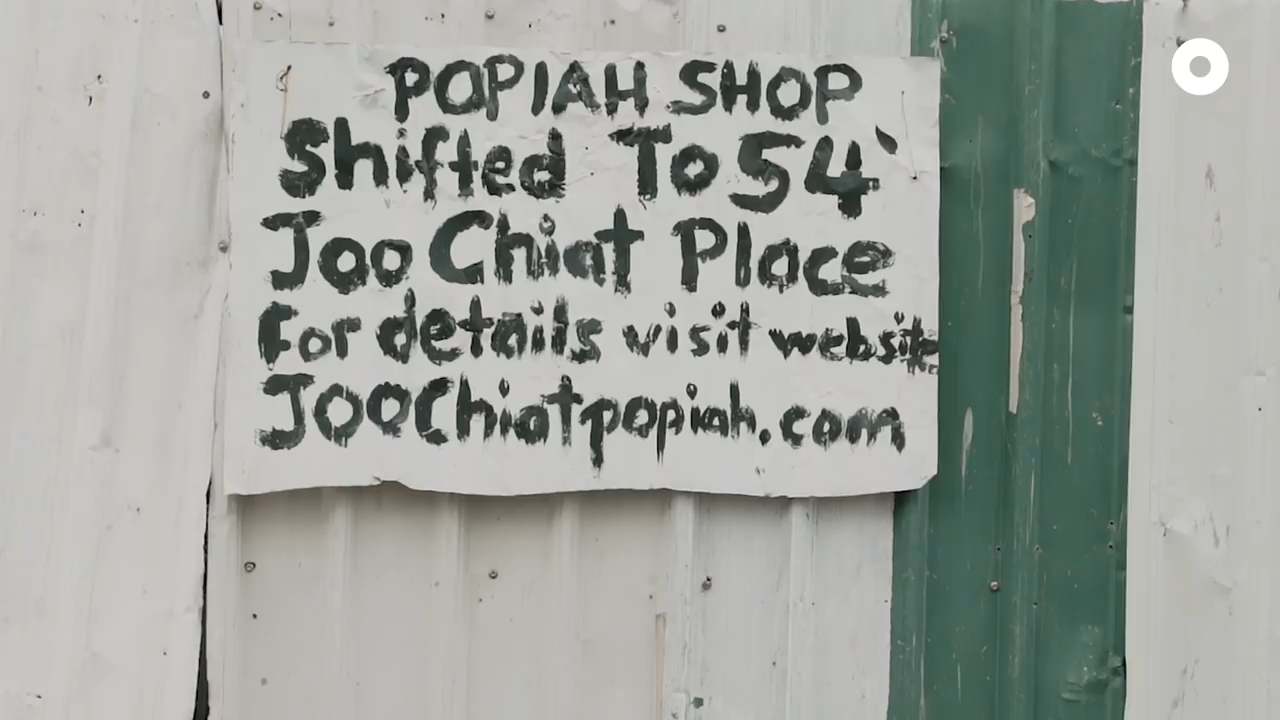 POPIAH SHOP
Shifted To 54
Joo Chiat Place
For details visit website
JooChiatpopiah.com